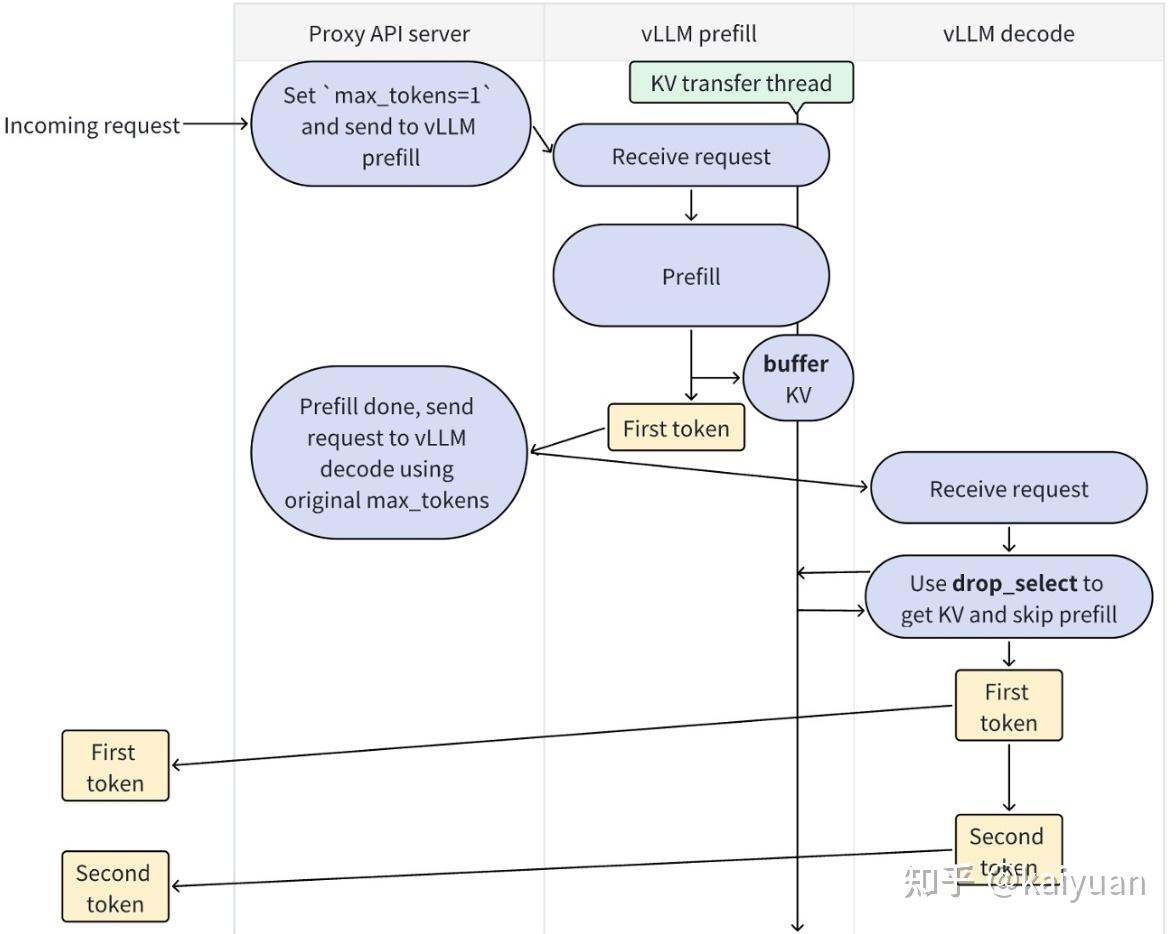 Proxy API server
vLLM prefill
vLLM decode
KV transfer thread
Incoming request
Set `max_tokens=1`
and send to vLLM
prefill
Receive request
Prefill
buffer
KV
First token
Prefill done, send
request to vLLM
decode using
original max_tokens
Receive request
Use drop_select to
get KV and skip prefill
First
token
First
token
Second
token
Second
token
知乎 @kaiyuan